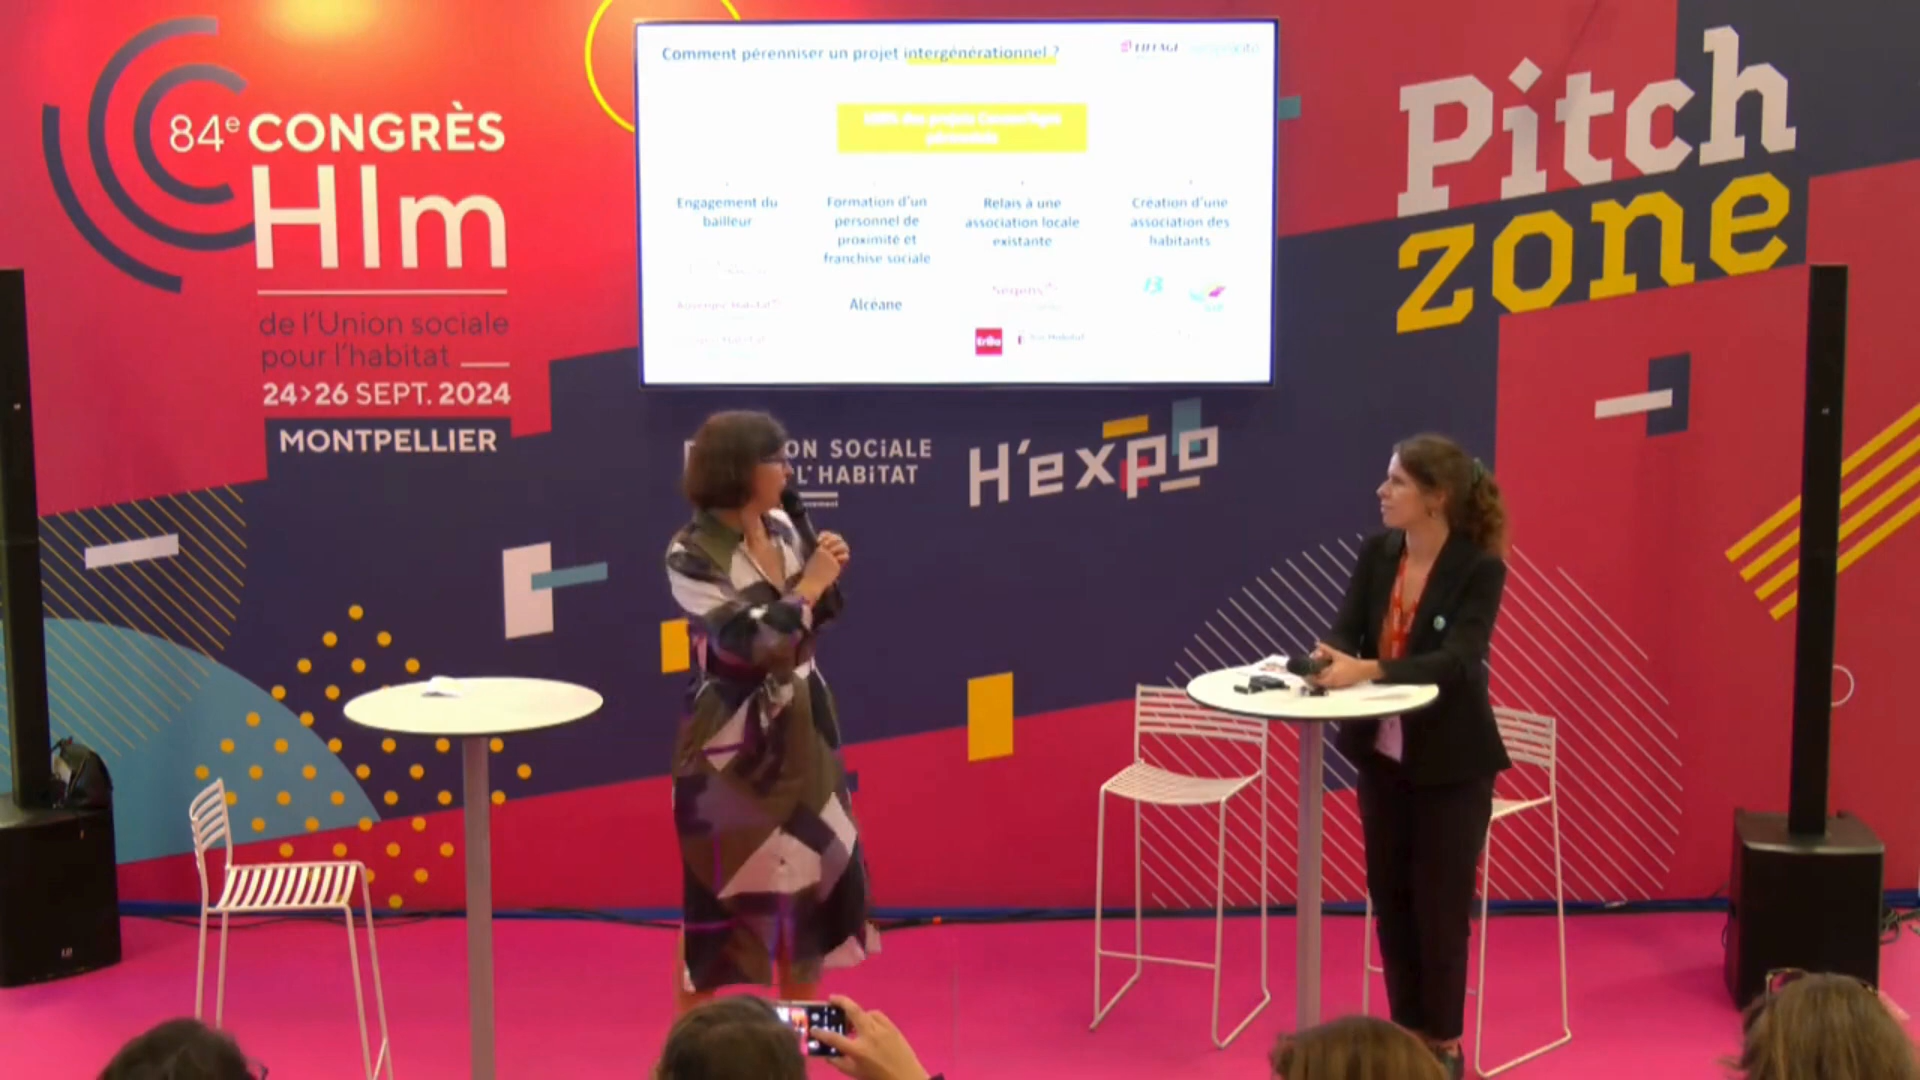 84e CONGRÈS
Hlm
de l'Union sociale
pour l'habitat
24>26 SEPT. 2024
MONTPELLIER
Comment pérenniser un projet intergénérationnel ?
EIFFAGE
Engagement du
bailleur
Formation d'un
personnel de
proximité et
franchise sociale
Alcéane
Relais à une
association locale
existante
Seqens
Création d'une
association des
habitants
Pitch
zone
ON SOCiALE
L'HABiTAT
H'expo